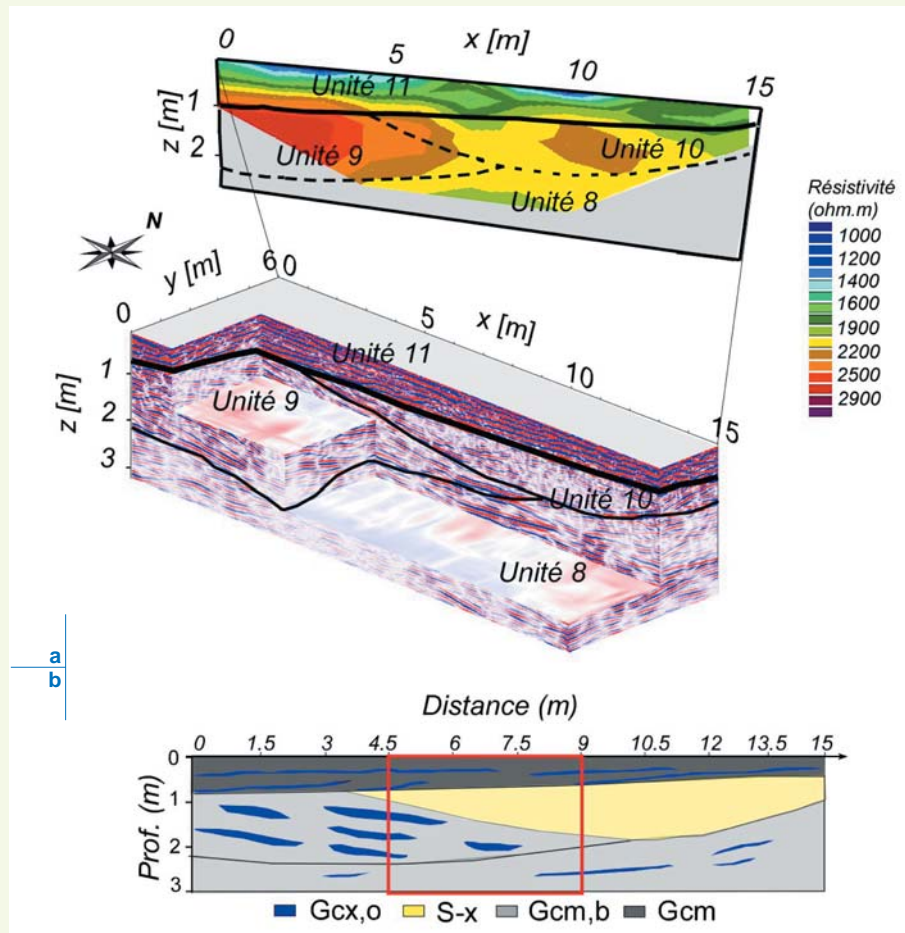 0 5 x [m] 10 15
Unité 11
1
z [m]
2
Unité 9
Unité 10
Unité 8
Résistivité
(ohm.m)
1000
1200
1400
1600
1900
2200
2500
2900
N
y [m]
0 6 0 5 x [m] 10 15
Unité 11
1
z [m]
2
3
Unité 9
Unité 10
Unité 8
a
b
Distance (m)
0 1.5 3 4.5 6 7.5 9 10.5 12 13.5 15
Prof. (m)
0
1
2
3
Gcx,o S-x Gcm,b Gcm